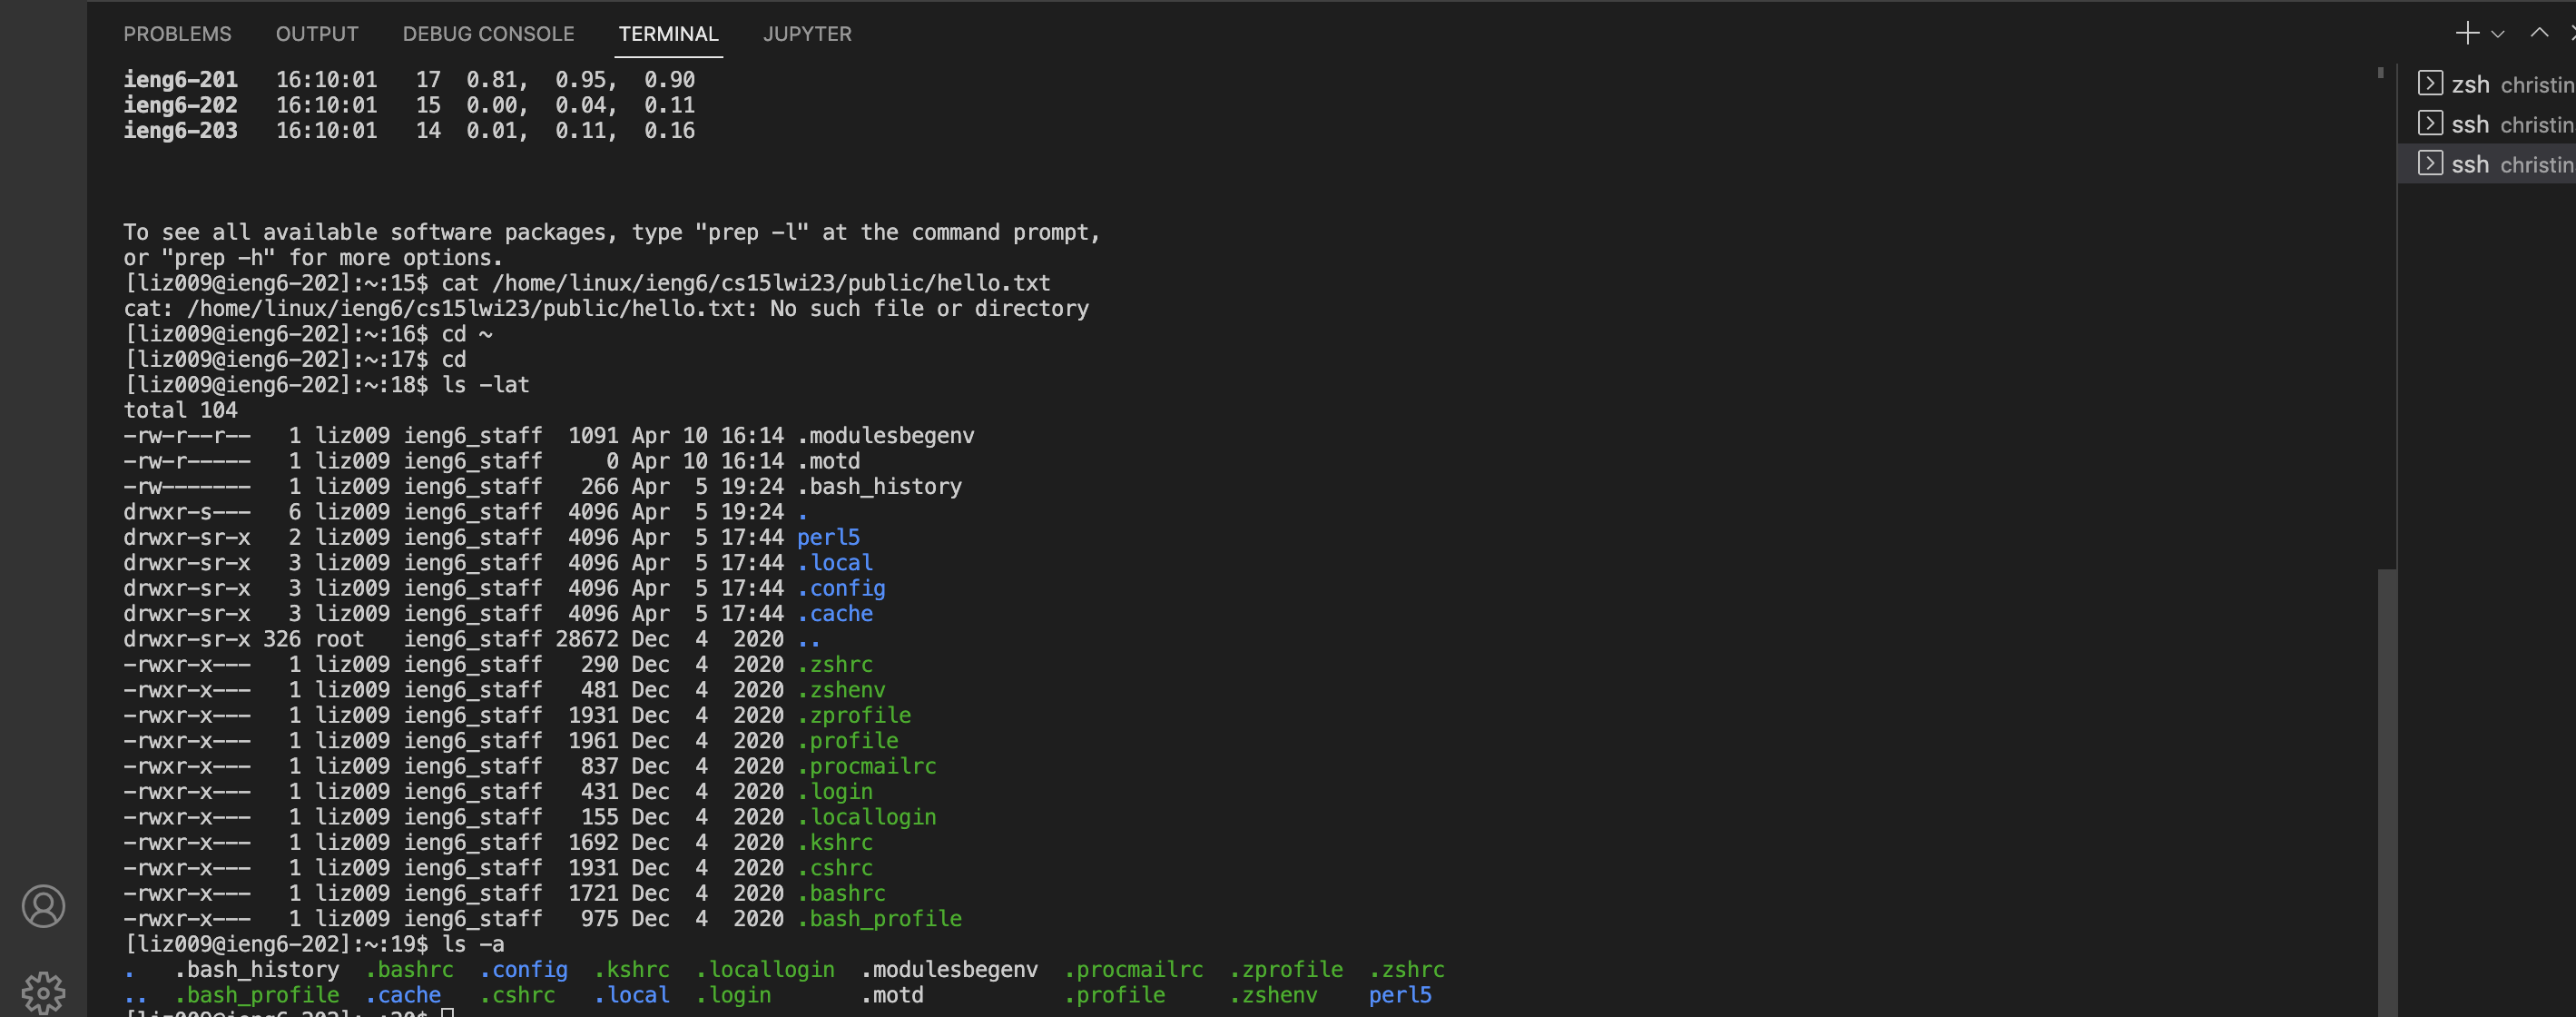 PROBLEMS OUTPUT DEBUG CONSOLE TERMINAL JUPYTER
ieng6-201   16:10:01   17  0.81,  0.95,  0.90
ieng6-202   16:10:01   15  0.00,  0.04,  0.11
ieng6-203   16:10:01   14  0.01,  0.11,  0.16
To see all available software packages, type "prep -l" at the command prompt,
or "prep -h" for more options.
[liz009@ieng6-202]:~:15$ cat /home/linux/ieng6/cs15lwi23/public/hello.txt
cat: /home/linux/ieng6/cs15lwi23/public/hello.txt: No such file or directory
[liz009@ieng6-202]:~:16$ cd ~
[liz009@ieng6-202]:~:17$ cd
[liz009@ieng6-202]:~:18$ ls -lat
total 104
-rw-r--r--   1 liz009 ieng6_staff  1091 Apr 10 16:14 .modulesbegenv
-rw-r-----   1 liz009 ieng6_staff     0 Apr 10 16:14 .motd
-rw-------   1 liz009 ieng6_staff   266 Apr  5 19:24 .bash_history
drwxr-s---   6 liz009 ieng6_staff  4096 Apr  5 19:24 .
drwxr-sr-x   2 liz009 ieng6_staff  4096 Apr  5 17:44 perl5
drwxr-sr-x   3 liz009 ieng6_staff  4096 Apr  5 17:44 .local
drwxr-sr-x   3 liz009 ieng6_staff  4096 Apr  5 17:44 .config
drwxr-sr-x   3 liz009 ieng6_staff  4096 Apr  5 17:44 .cache
drwxr-sr-x 326 root   ieng6_staff 28672 Dec  4  2020 ..
-rwxr-x---   1 liz009 ieng6_staff   290 Dec  4  2020 .zshrc
-rwxr-x---   1 liz009 ieng6_staff   481 Dec  4  2020 .zshenv
-rwxr-x---   1 liz009 ieng6_staff  1931 Dec  4  2020 .zprofile
-rwxr-x---   1 liz009 ieng6_staff  1961 Dec  4  2020 .profile
-rwxr-x---   1 liz009 ieng6_staff   837 Dec  4  2020 .procmailrc
-rwxr-x---   1 liz009 ieng6_staff   431 Dec  4  2020 .login
-rwxr-x---   1 liz009 ieng6_staff   155 Dec  4  2020 .locallogin
-rwxr-x---   1 liz009 ieng6_staff  1692 Dec  4  2020 .kshrc
-rwxr-x---   1 liz009 ieng6_staff  1931 Dec  4  2020 .cshrc
-rwxr-x---   1 liz009 ieng6_staff  1721 Dec  4  2020 .bashrc
-rwxr-x---   1 liz009 ieng6_staff   975 Dec  4  2020 .bash_profile
[liz009@ieng6-202]:~:19$ ls -a
.   .bash_history  .bashrc  .config  .kshrc  .locallogin  .modulesbegenv  .procmailrc  .zprofile  .zshrc
..  .bash_profile  .cache   .cshrc   .local  .login       .motd           .profile     .zshenv    perl5
[liz009@ieng6-202]:~:20$
zsh christin
ssh christin
ssh christin